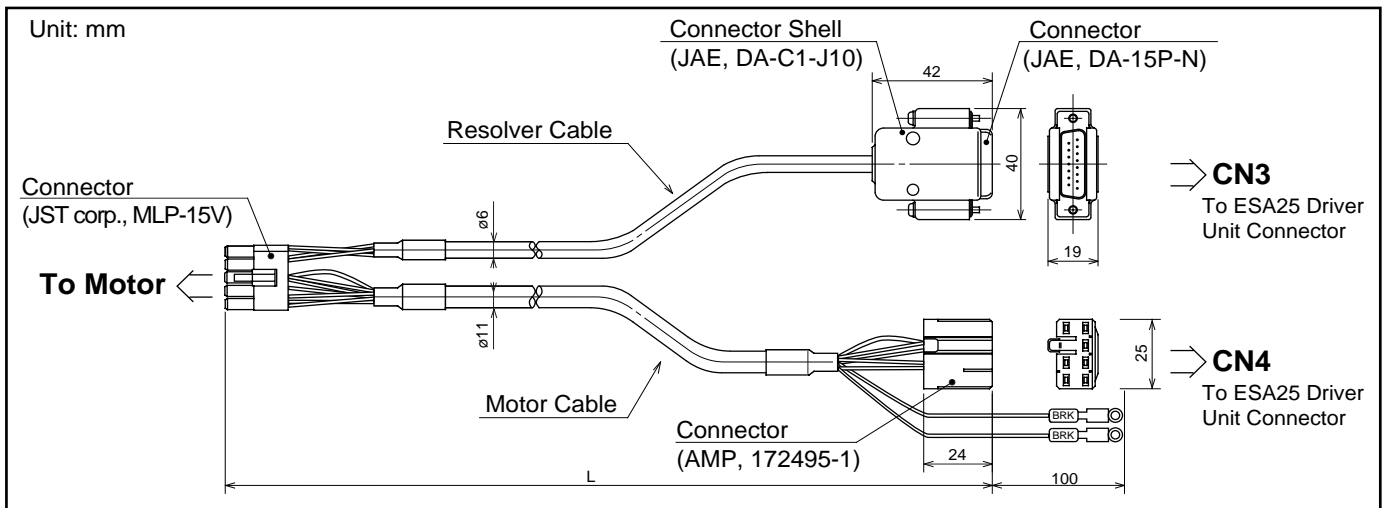 Unit: mm
Connector Shell
(JAE, DA-C1-J10)
Connector
(JAE, DA-15P-N)
42
Resolver Cable
40
CN3
To ESA25 Driver
Unit Connector
19
Connector
(JST corp., MLP-15V)
ø6
To Motor
ø11
25
CN4
To ESA25 Driver
Unit Connector
Motor Cable
BRK
BRK
Connector
(AMP, 172495-1)
24
L
100